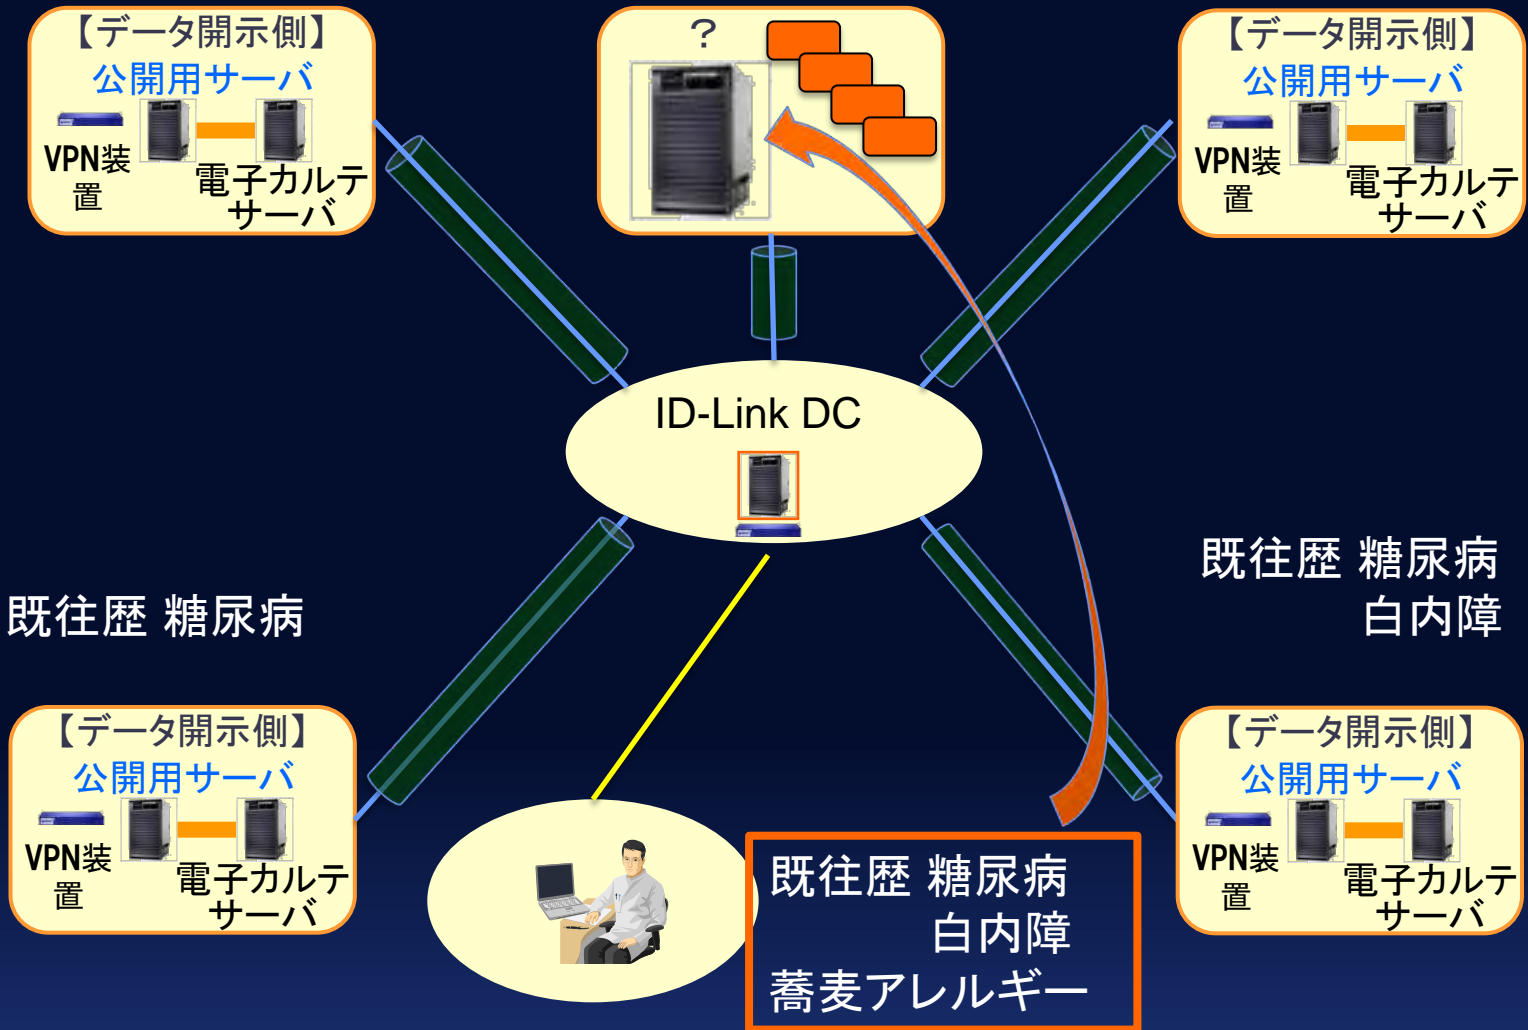 【データ開示側】
公開用サーバ
VPN装
置
電子カルテ
サーバ
?
【データ開示側】
公開用サーバ
VPN装
置
電子カルテ
サーバ
ID-Link DC
既往歴 糖尿病
既往歴 糖尿病
白内障
【データ開示側】
公開用サーバ
VPN装
置
電子カルテ
サーバ
既往歴 糖尿病
白内障
蕎麦アレルギー
【データ開示側】
公開用サーバ
VPN装
置
電子カルテ
サーバ